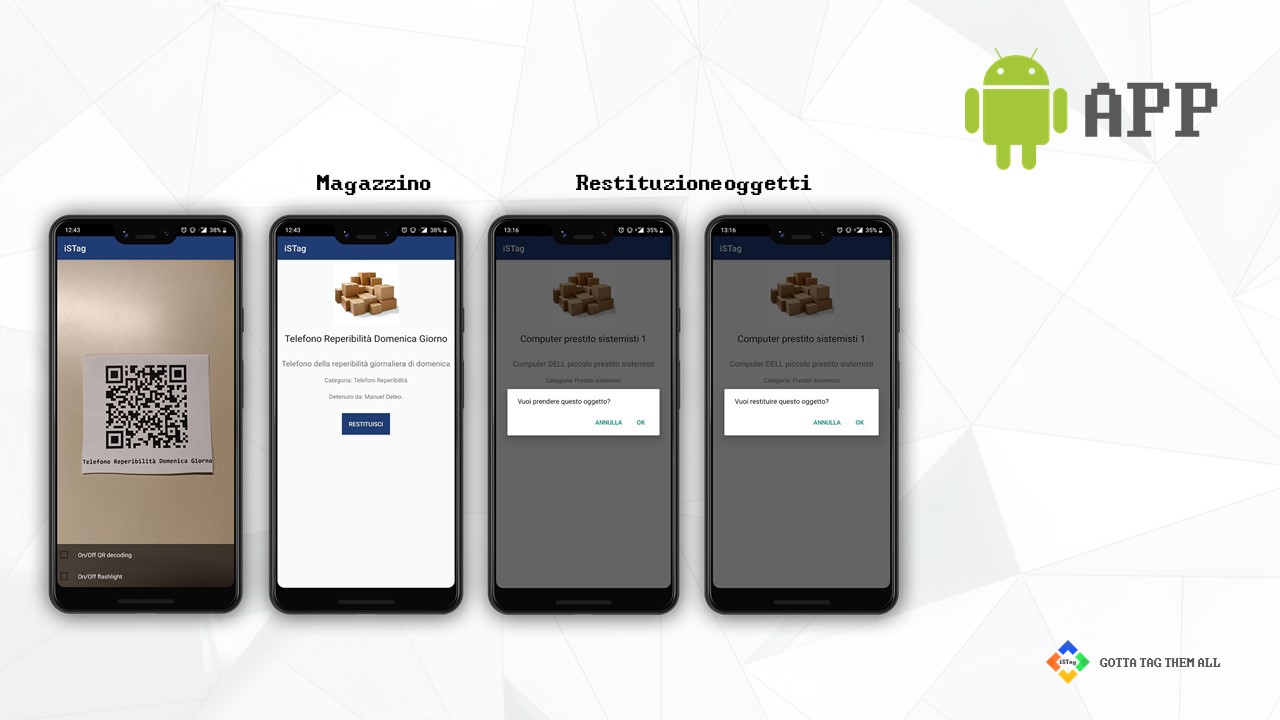 APP
Magazzino
Restituzione oggetti
12:43
38%
iSTag
Telefono Reperibilità Domenica Giorno
On/Off QR decoding
On/Off flashlight
12:43
38%
iSTag
Telefono Reperibilità Domenica Giorno
Telefono della reperibilità giornaliera di domenica
Categoria: Telefoni Reperibilità
Detenuto da: Manuel Deleo.
RESTITUISCI
13:16
35%
iSTag
Computer prestito sistemisti 1
Computer DELL piccolo prestito sistemisti
Categoria: Prestiti sistemisti
Vuoi prendere questo oggetto?
ANNULLA OK
13:16
35%
iSTag
Computer prestito sistemisti 1
Computer DELL piccolo prestito sistemisti
Categoria: Prestiti sistemisti
Vuoi restituire questo oggetto?
ANNULLA OK
iSTag
GOTTA TAG THEM ALL